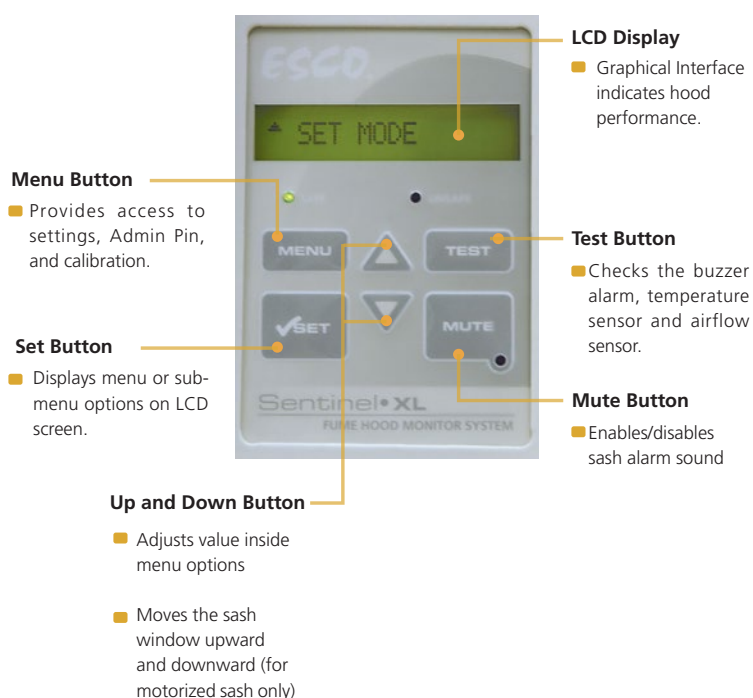 LCD Display
Graphical Interface
indicates hood
performance.
ESCO
SET MODE
Menu Button
Provides access to
settings, Admin Pin,
and calibration.
SAFE
UNSAFE
MENU
TEST
Test Button
Checks the buzzer
alarm, temperature
sensor and airflow
sensor.
SET
MUTE
Set Button
Displays menu or sub-
menu options on LCD
screen.
Sentinel XL
FUME HOOD MONITOR SYSTEM
Mute Button
Enables/disables
sash alarm sound
Up and Down Button
Adjusts value inside
menu options
Moves the sash
window upward
and downward (for
motorized sash only)